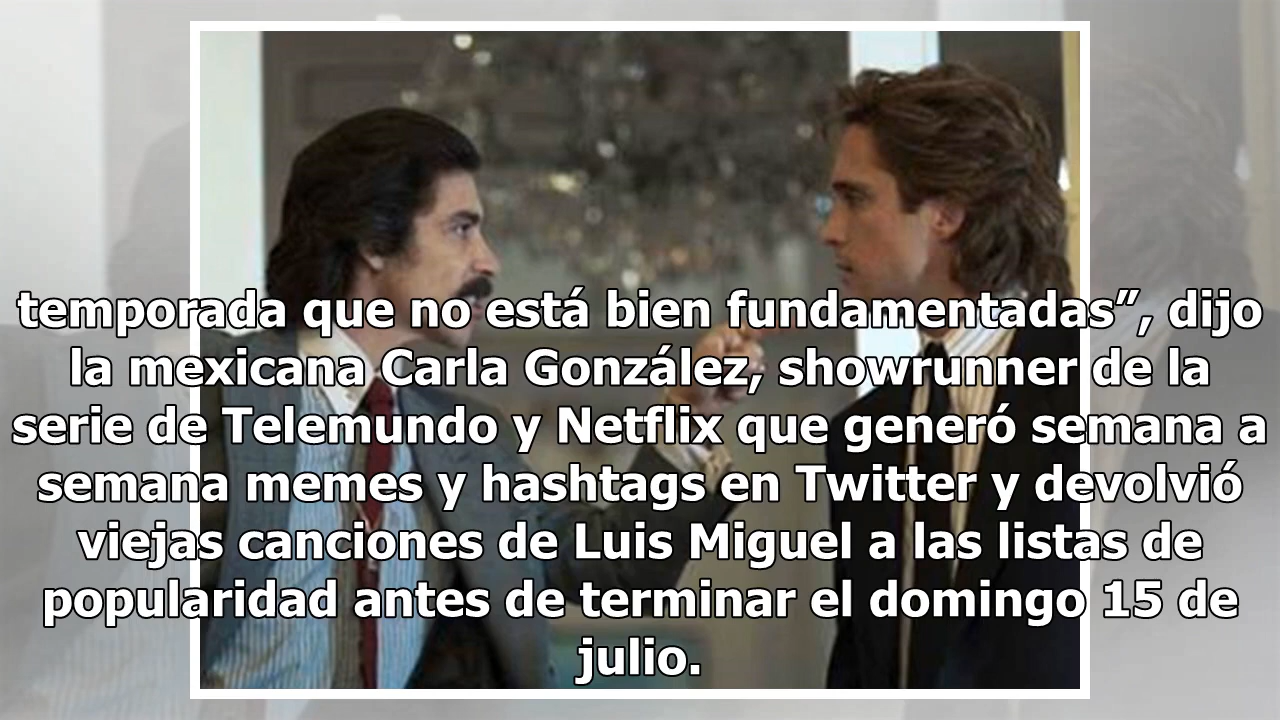 temporada que no está bien fundamentadas”, dijo
la mexicana Carla González, showrunner de la
serie de Telemundo y Netflix que generó semana a
semana memes y hashtags en Twitter y devolvió
viejas canciones de Luis Miguel a las listas de
popularidad antes de terminar el domingo 15 de
julio.